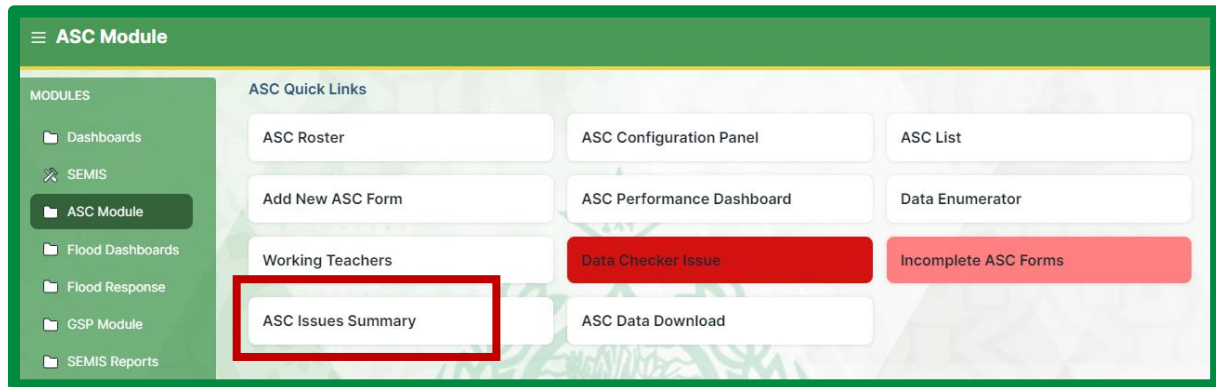 ASC Module
MODULES
Dashboards
SEMIS
ASC Module
Flood Dashboards
Flood Response
GSP Module
SEMIS Reports
ASC Quick Links
ASC Roster
ASC Configuration Panel
ASC List
Add New ASC Form
ASC Performance Dashboard
Data Enumerator
Working Teachers
Data Checker Issue
Incomplete ASC Forms
ASC Issues Summary
ASC Data Download